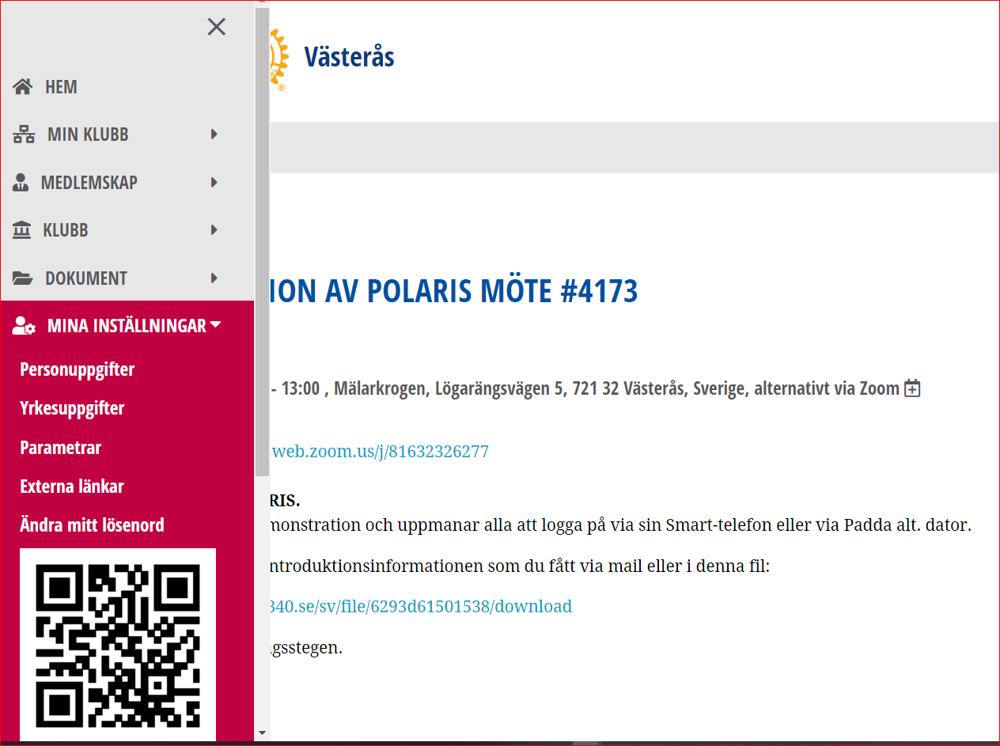 HEM
MIN KLUBB
MEDLEMSKAP
KLUBB
DOKUMENT
MINA INSTÄLLNINGAR
Personuppgifter
Yrkesuppgifter
Parametrar
Externa länkar
Ändra mitt lösenord
Västerås
ION AV POLARIS MÖTE #4173
- 13:00 , Mälarkrogen, Lögarängsvägen 5, 721 32 Västerås, Sverige, alternativt via Zoom
.web.zoom.us/j/81632326277
RIS.
monstration och uppmanar alla att logga på via sin Smart-telefon eller via Padda alt. dator.
ntroduktionsinformationen som du fått via mail eller i denna fil:
340.se/sv/file/6293d61501538/download
gsstegen.